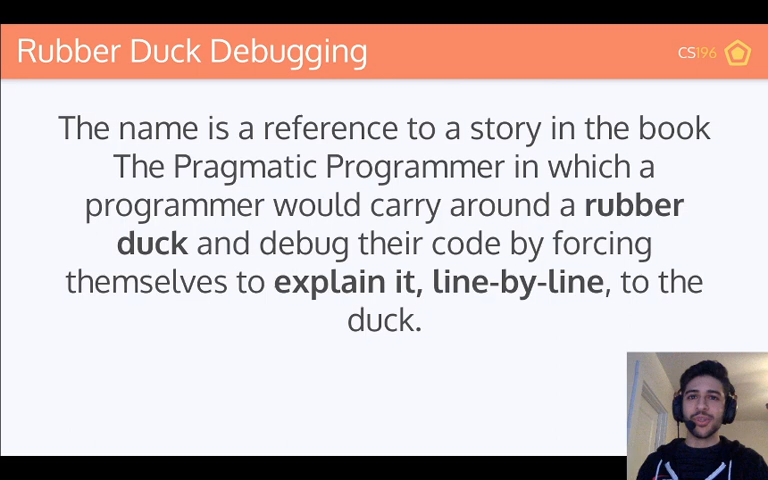 Rubber Duck Debugging
CS196
The name is a reference to a story in the book
The Pragmatic Programmer in which a
programmer would carry around a rubber
duck and debug their code by forcing
themselves to explain it, line-by-line, to the
duck.